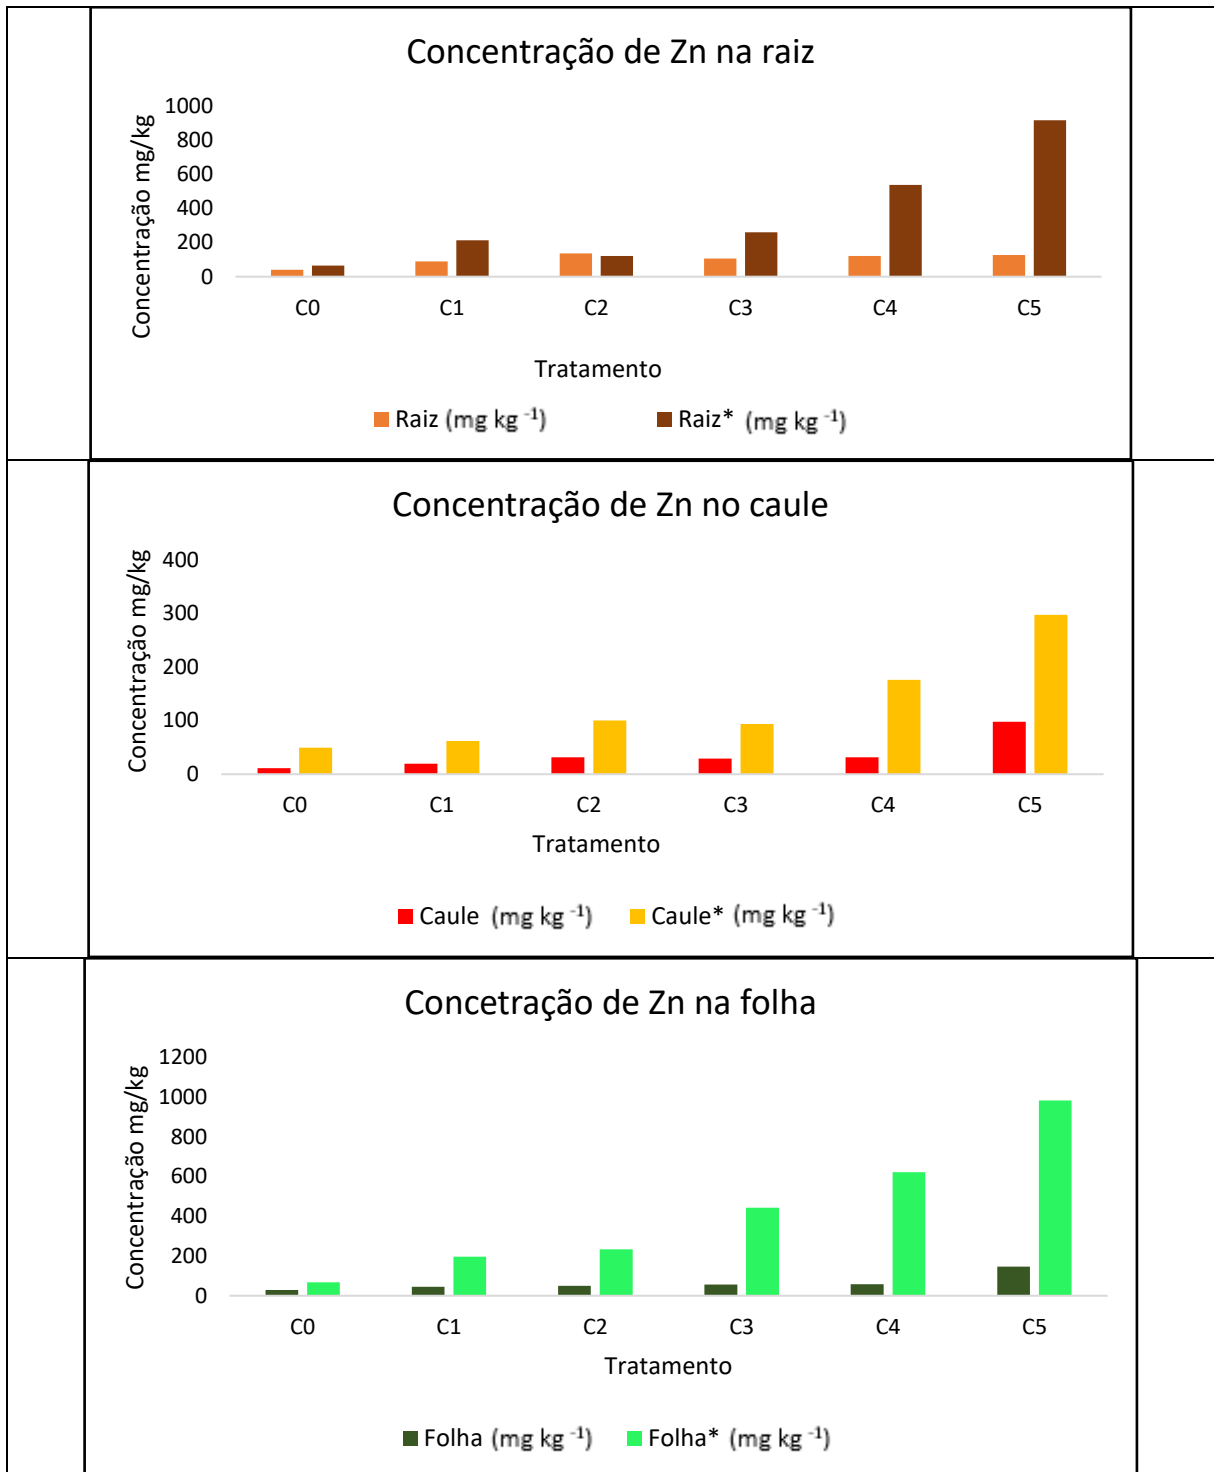 Concentração de Zn na raiz
Concentração mg/kg
1000
800
600
400
200
0
C0 C1 C2 C3 C4 C5
Tratamento
Raiz (mg kg ⁻¹) Raiz* (mg kg ⁻¹)
Concentração de Zn no caule
Concentração mg/kg
400
300
200
100
0
C0 C1 C2 C3 C4 C5
Tratamento
Caule (mg kg ⁻¹) Caule* (mg kg ⁻¹)
Concetração de Zn na folha
Concentração mg/kg
1200
1000
800
600
400
200
0
C0 C1 C2 C3 C4 C5
Tratamento
Folha (mg kg ⁻¹) Folha* (mg kg ⁻¹)